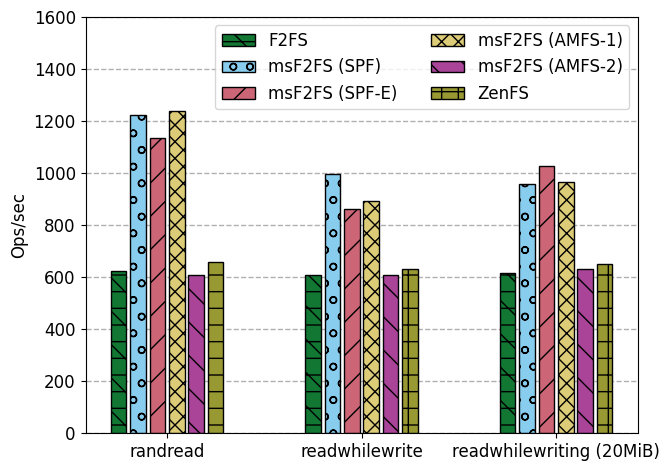 1600
1400
1200
1000
800
600
400
200
0
Ops/sec
F2FS
msF2FS (SPF)
msF2FS (SPF-E)
msF2FS (AMFS-1)
msF2FS (AMFS-2)
ZenFS
randread
readwhilewrite
readwhilewriting (20MiB)